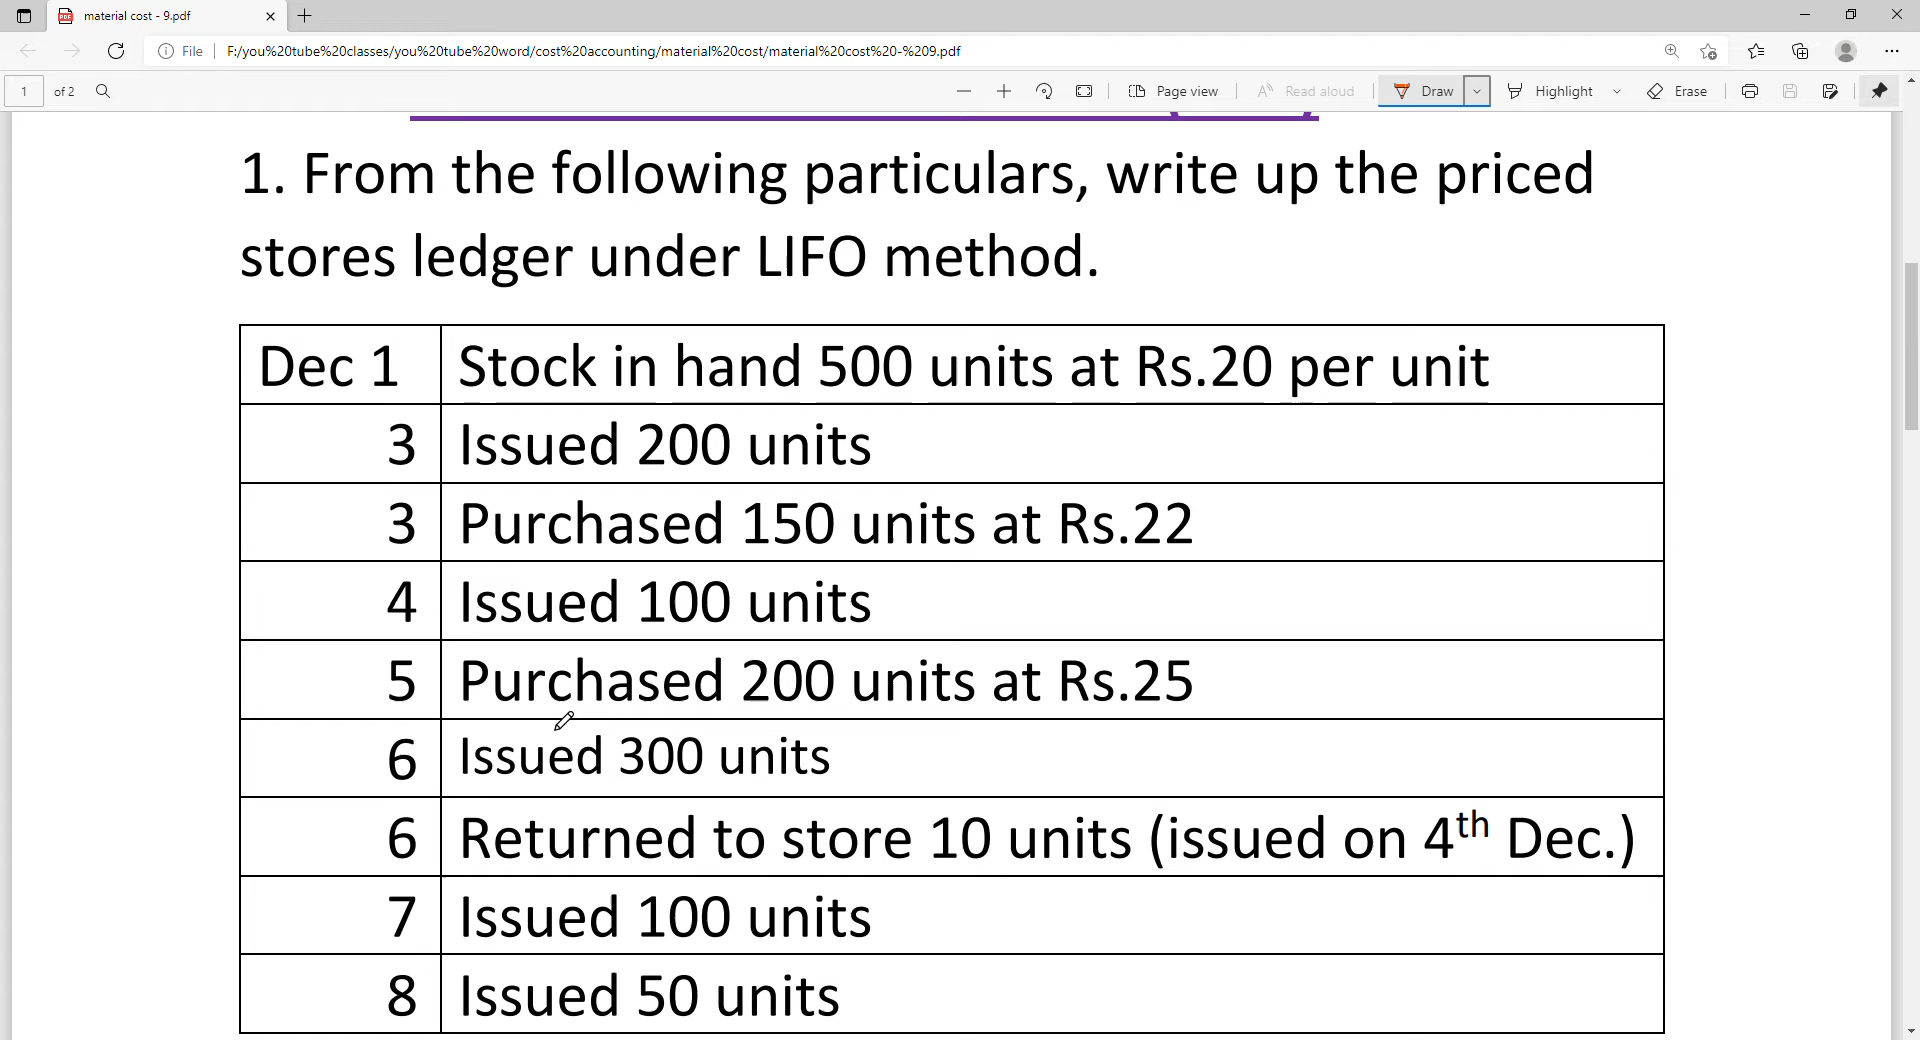 material cost - 9.pdf
File F:/you%20tube%20classes/you%20tube%20word/cost%20accounting/material%20cost/material%20cost%20-%209.pdf
1 of 2 Page view Read aloud Draw Highlight Erase
1. From the following particulars, write up the priced
stores ledger under LIFO method.
Dec 1 Stock in hand 500 units at Rs.20 per unit
3 Issued 200 units
3 Purchased 150 units at Rs.22
4 Issued 100 units
5 Purchased 200 units at Rs.25
6 Issued 300 units
6 Returned to store 10 units (issued on 4th Dec.)
7 Issued 100 units
8 Issued 50 units